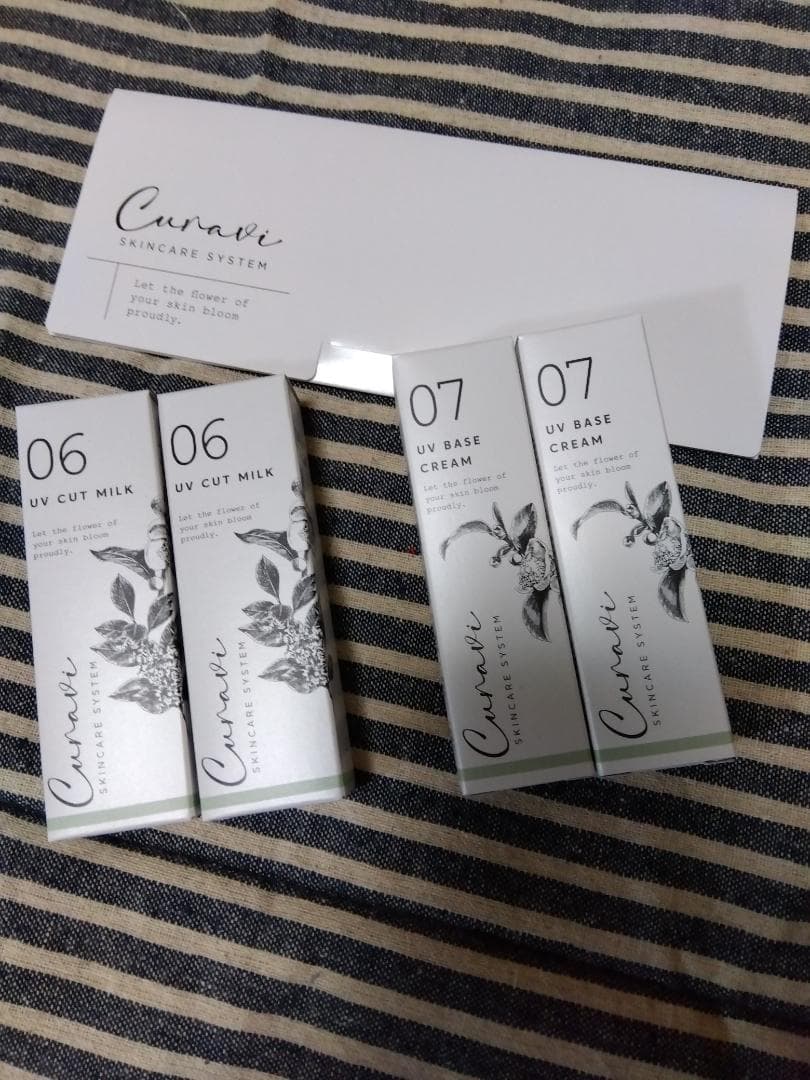 Curavi
SKINCARE SYSTEM
Let the flower of
your skin bloom
proudly.
06
UV CUT MILK
Let the flower of
your skin bloom
proudly.
Curavi
SKINCARE SYSTEM
06
UV CUT MILK
Let the flower of
your skin bloom
proudly.
Curavi
SKINCARE SYSTEM
07
UV BASE
CREAM
Let the flower of
your skin bloom
proudly.
Curavi
SKINCARE SYSTEM
07
UV BASE
CREAM
Let the flower of
your skin bloom
proudly.
Curavi
SKINCARE SYSTEM